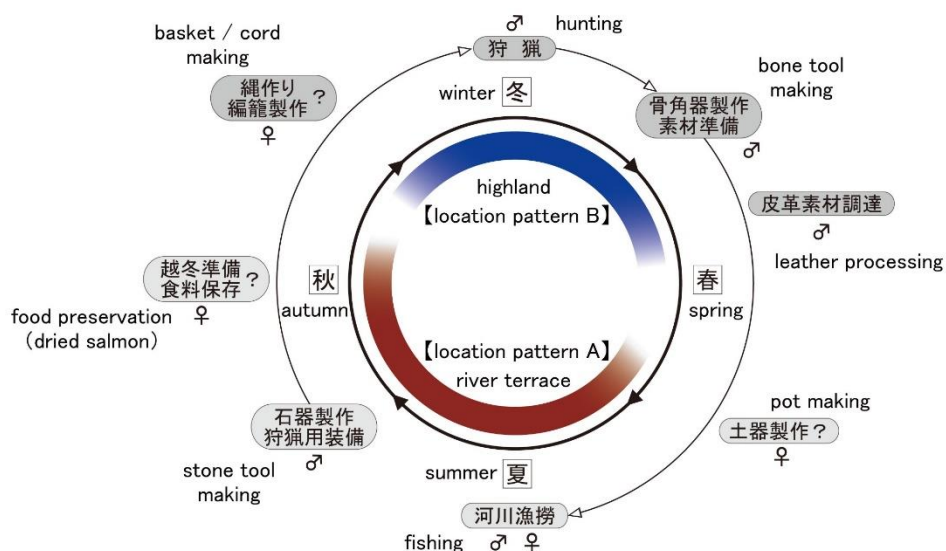 ♂ hunting
狩 猟
basket / cord
making
縄作り
編籠製作 ?
♀
bone tool
making
骨角器製作
素材準備
♂
winter 冬
highland
【location pattern B】
皮革素材調達
♂
leather processing
越冬準備
食料保存 ?
♀
food preservation
(dried salmon)
秋
autumn
春
spring
【location pattern A】
river terrace
石器製作
狩猟用装備
♂
stone tool
making
pot making
土器製作?
♀
summer 夏
河川漁撈
fishing ♂ ♀